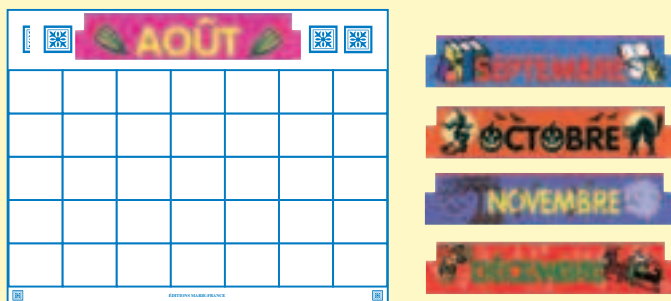 AOÛT
SEPTEMBRE
OCTOBRE
NOVEMBRE
DÉCEMBRE
ÉDITIONS MARIE-FRANCE